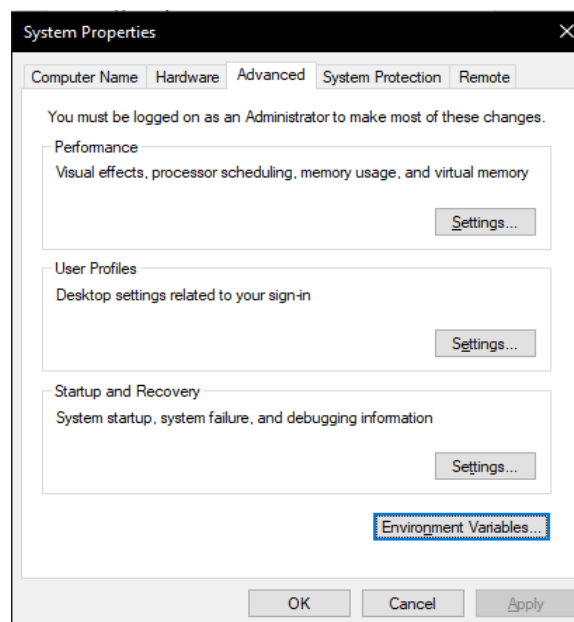 System Properties
Computer Name Hardware Advanced System Protection Remote
You must be logged on as an Administrator to make most of these changes.
Performance
Visual effects, processor scheduling, memory usage, and virtual memory
Settings...
User Profiles
Desktop settings related to your sign-in
Settings...
Startup and Recovery
System startup, system failure, and debugging information
Settings...
Environment Variables...
OK Cancel Apply